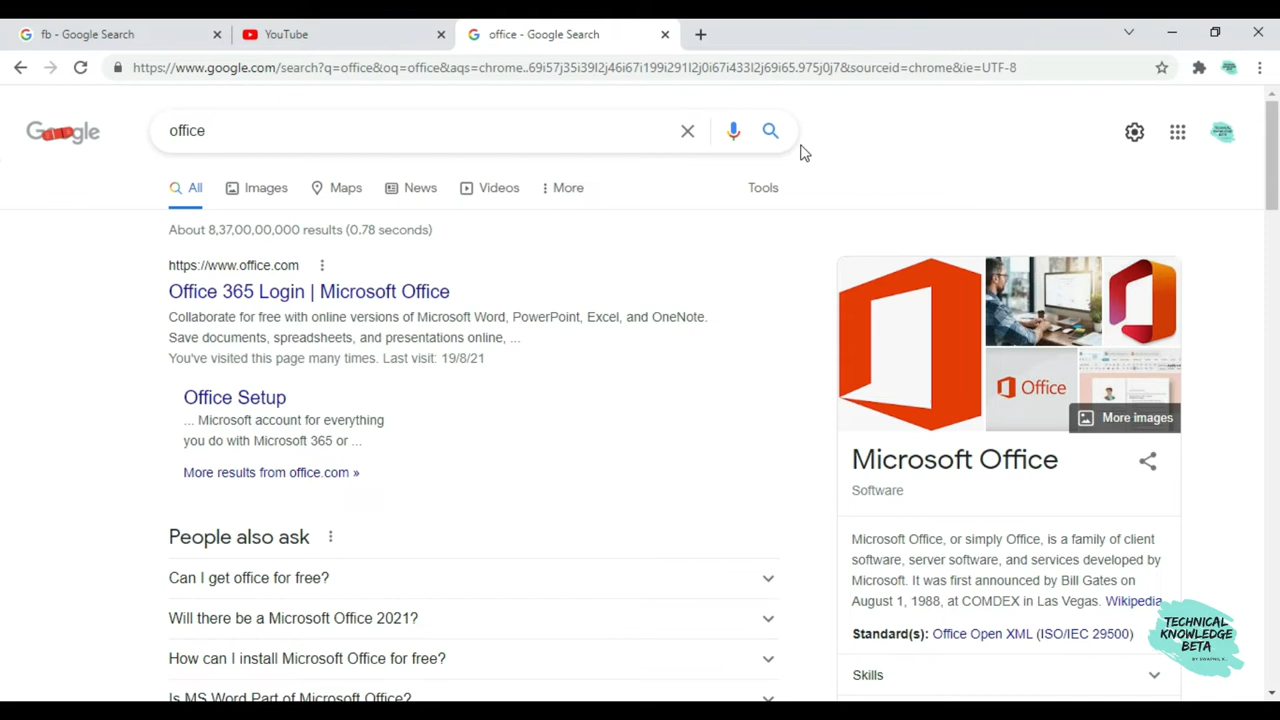 fb - Google Search
YouTube
office - Google Search
https://www.google.com/search?q=office&oq=office&aqs=chrome..69i57j35i39l2j46i67i199i291l2j0i67i433l2j69i65.975j0j7&sourceid=chrome&ie=UTF-8
Google
office
All
Images
Maps
News
Videos
More
Tools
About 8,37,00,00,000 results (0.78 seconds)
https://www.office.com
Office 365 Login | Microsoft Office
Collaborate for free with online versions of Microsoft Word, PowerPoint, Excel, and OneNote.
Save documents, spreadsheets, and presentations online, ...
You've visited this page many times. Last visit: 19/8/21
Office Setup
... Microsoft account for everything
you do with Microsoft 365 or ...
More results from office.com »
People also ask
Can I get office for free?
Will there be a Microsoft Office 2021?
How can I install Microsoft Office for free?
Is MS Word Part of Microsoft Office?
Office
More images
Microsoft Office
Software
Microsoft Office, or simply Office, is a family of client
software, server software, and services developed by
Microsoft. It was first announced by Bill Gates on
August 1, 1988, at COMDEX in Las Vegas. Wikipedia
Standard(s): Office Open XML (ISO/IEC 29500)
Skills
TECHNICAL
KNOWLEDGE
BETA
BY SWAPNIL K.